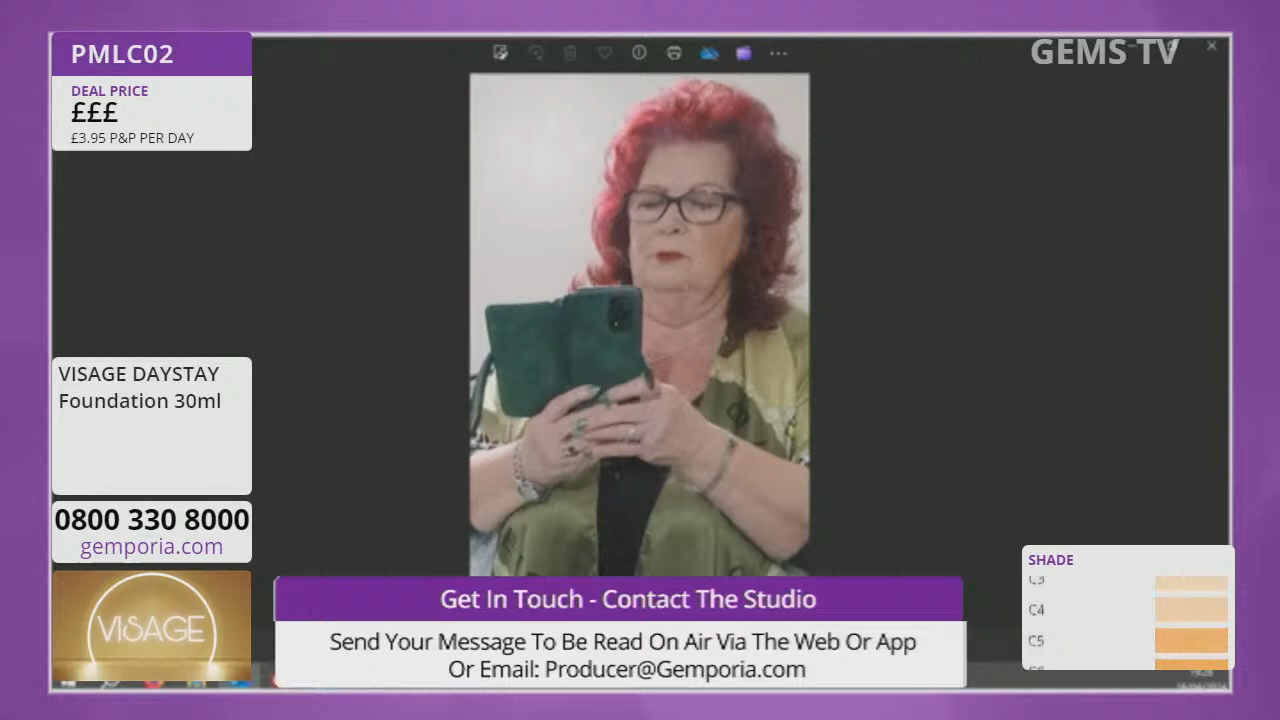 PMLC02
DEAL PRICE
£££
£3.95 P&P PER DAY
GEMS TV
VISAGE DAYSTAY
Foundation 30ml
0800 330 8000
gemporia.com
VISAGE
Get In Touch - Contact The Studio
Send Your Message To Be Read On Air Via The Web Or App
Or Email: Producer@Gemporia.com
SHADE
C3
C4
C5